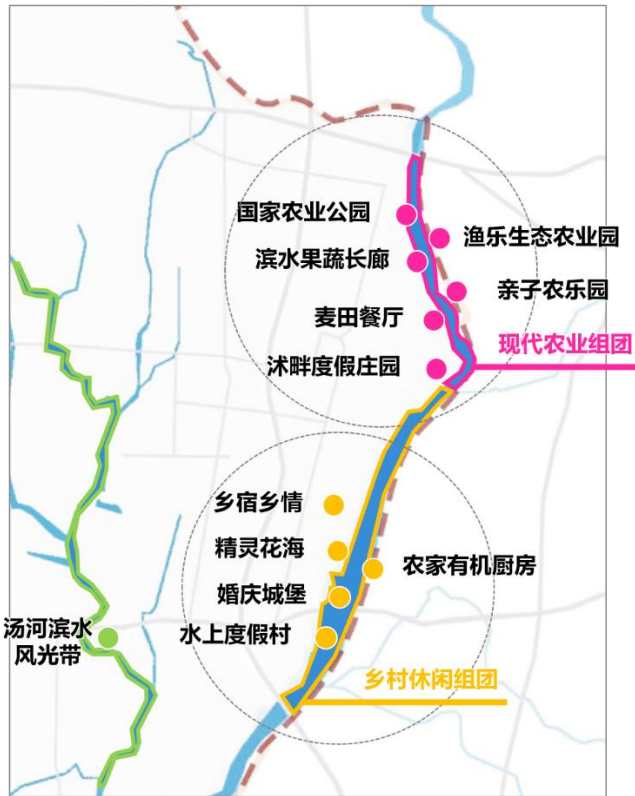 国家农业公园
渔乐生态农业园
滨水果蔬长廊
亲子农乐园
麦田餐厅
现代农业组团
沭畔度假庄园
乡宿乡情
精灵花海
农家有机厨房
婚庆城堡
汤河滨水
风光带
水上度假村
乡村休闲组团